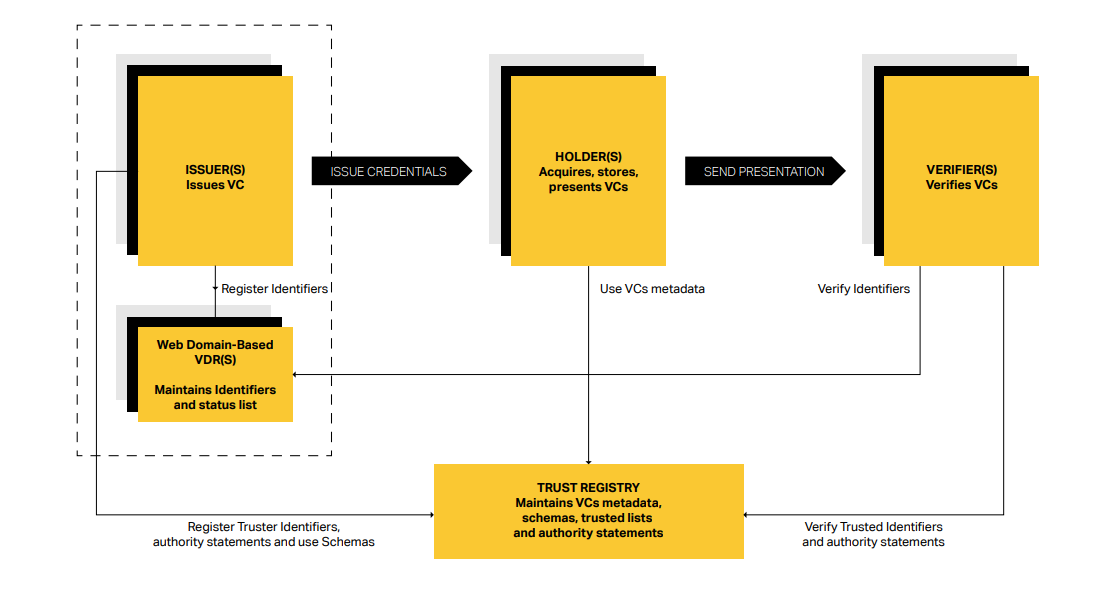 ISSUER(S)
Issues VC
ISSUE CREDENTIALS
HOLDER(S)
Acquires, stores,
presents VCs
SEND PRESENTATION
VERIFIER(S)
Verifies VCs
Register Identifiers
Use VCs metadata
Verify Identifiers
Web Domain-Based
VDR(S)
Maintains Identifiers
and status list
TRUST REGISTRY
Maintains VCs metadata,
schemas, trusted lists
and authority statements
Register Truster Identifiers,
authority statements and use Schemas
Verify Trusted Identifiers
and authority statements